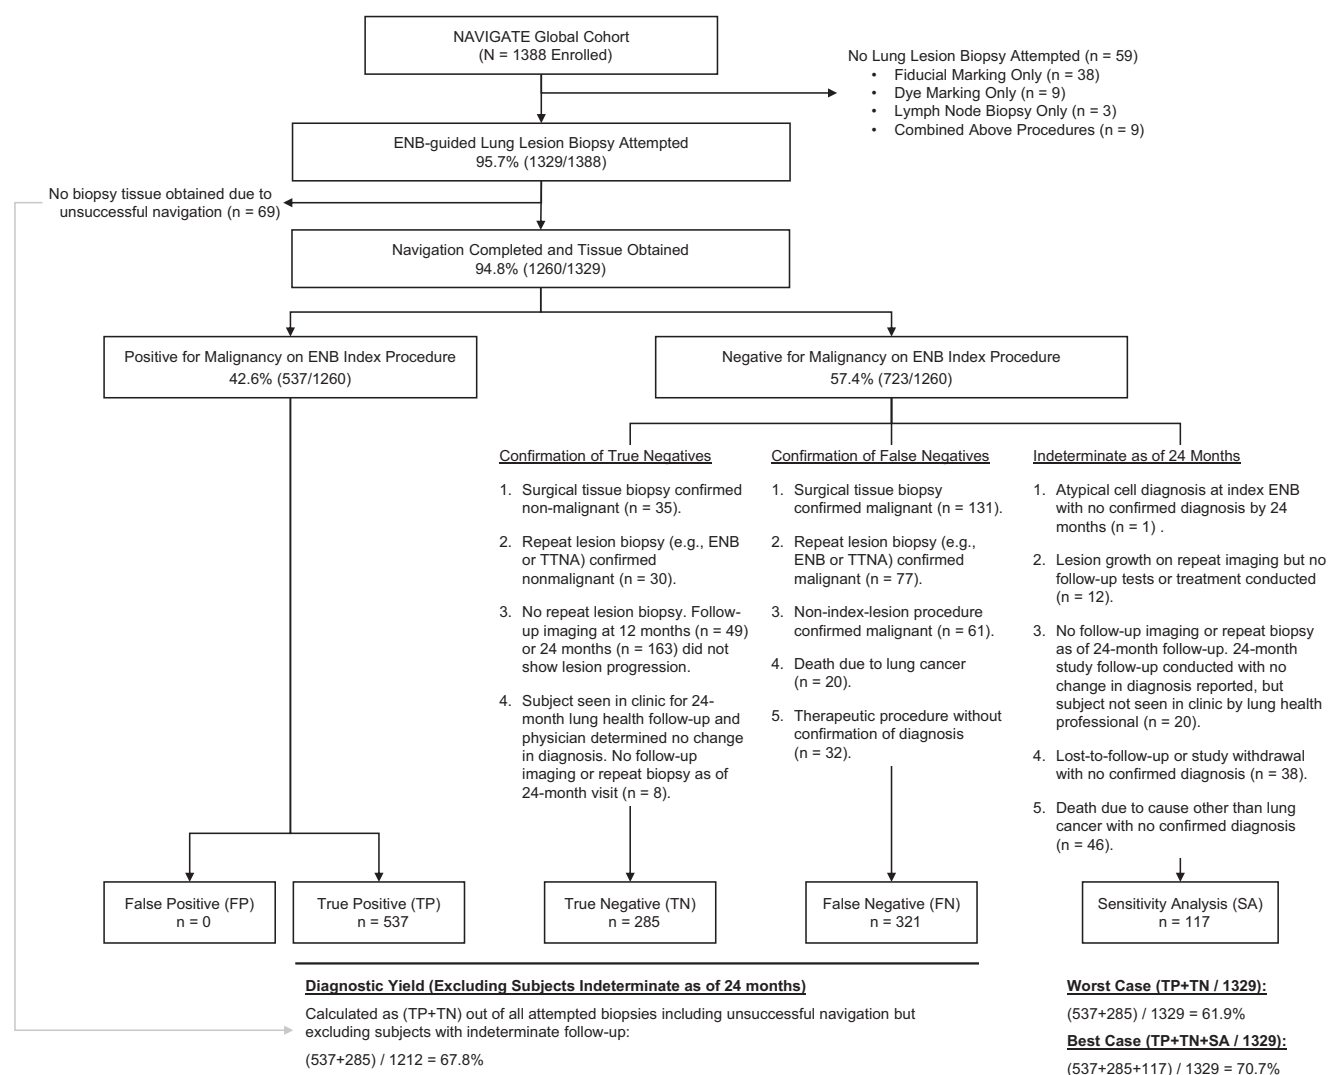 NAVIGATE Global Cohort
(N = 1388 Enrolled)
No Lung Lesion Biopsy Attempted (n = 59)
• Fiducial Marking Only (n = 38)
• Dye Marking Only (n = 9)
• Lymph Node Biopsy Only (n = 3)
• Combined Above Procedures (n = 9)
ENB-guided Lung Lesion Biopsy Attempted
95.7% (1329/1388)
No biopsy tissue obtained due to
unsuccessful navigation (n = 69)
Navigation Completed and Tissue Obtained
94.8% (1260/1329)
Positive for Malignancy on ENB Index Procedure
42.6% (537/1260)
Negative for Malignancy on ENB Index Procedure
57.4% (723/1260)
Confirmation of True Negatives
1. Surgical tissue biopsy confirmed
non-malignant (n = 35).
2. Repeat lesion biopsy (e.g., ENB
or TTNA) confirmed
nonmalignant (n = 30).
3. No repeat lesion biopsy. Follow-
up imaging at 12 months (n = 49)
or 24 months (n = 163) did not
show lesion progression.
4. Subject seen in clinic for 24-
month lung health follow-up and
physician determined no change
in diagnosis. No follow-up
imaging or repeat biopsy as of
24-month visit (n = 8).
Confirmation of False Negatives
1. Surgical tissue biopsy
confirmed malignant (n = 131).
2. Repeat lesion biopsy (e.g.,
ENB or TTNA) confirmed
malignant (n = 77).
3. Non-index-lesion procedure
confirmed malignant (n = 61).
4. Death due to lung cancer
(n = 20).
5. Therapeutic procedure without
confirmation of diagnosis
(n = 32).
Indeterminate as of 24 Months
1. Atypical cell diagnosis at index ENB
with no confirmed diagnosis by 24
months (n = 1) .
2. Lesion growth on repeat imaging but no
follow-up tests or treatment conducted
(n = 12).
3. No follow-up imaging or repeat biopsy
as of 24-month follow-up. 24-month
study follow-up conducted with no
change in diagnosis reported, but
subject not seen in clinic by lung health
professional (n = 20).
4. Lost-to-follow-up or study withdrawal
with no confirmed diagnosis (n = 38).
5. Death due to cause other than lung
cancer with no confirmed diagnosis
(n = 46).
False Positive (FP)
n = 0
True Positive (TP)
n = 537
True Negative (TN)
n = 285
False Negative (FN)
n = 321
Sensitivity Analysis (SA)
n = 117
Diagnostic Yield (Excluding Subjects Indeterminate as of 24 months)
Calculated as (TP+TN) out of all attempted biopsies including unsuccessful navigation but
excluding subjects with indeterminate follow-up:
(537+285) / 1212 = 67.8%
Worst Case (TP+TN / 1329):
(537+285) / 1329 = 61.9%
Best Case (TP+TN+SA / 1329):
(537+285+117) / 1329 = 70.7%